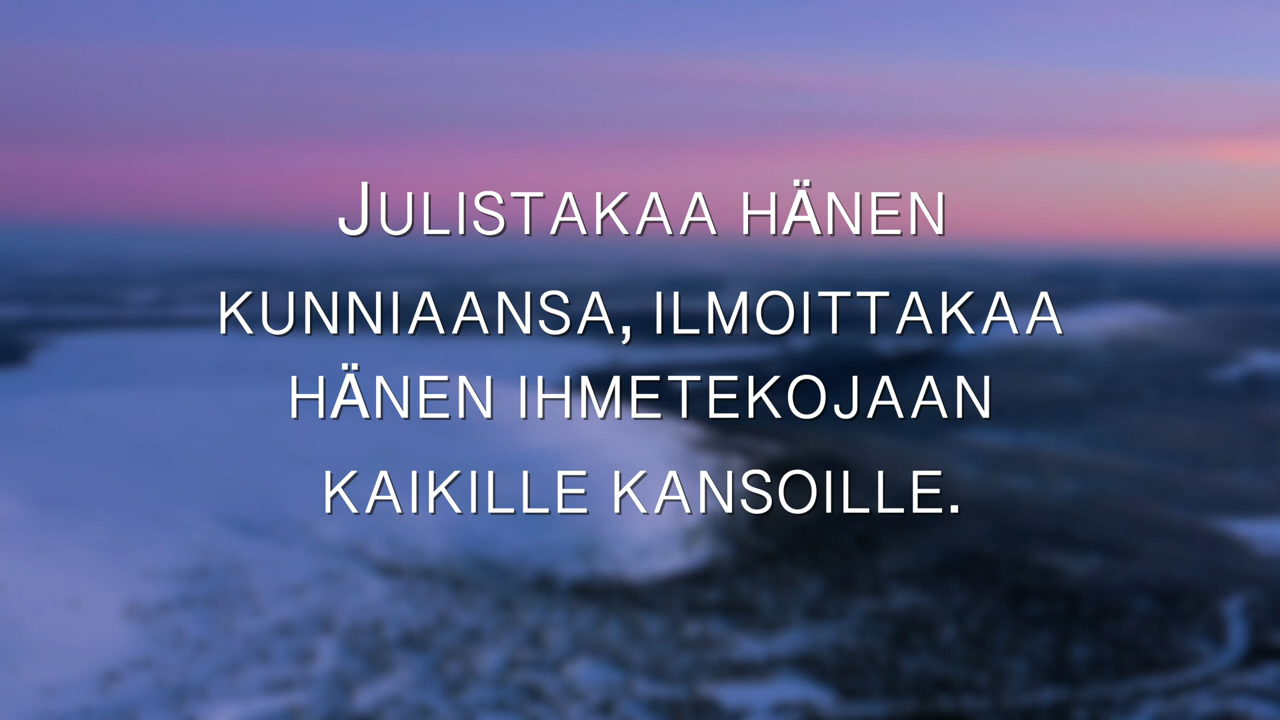 Julistakaa hänen
kunniaansa, ilmoittakaa
hänen ihmetekojaan
kaikille kansoille.